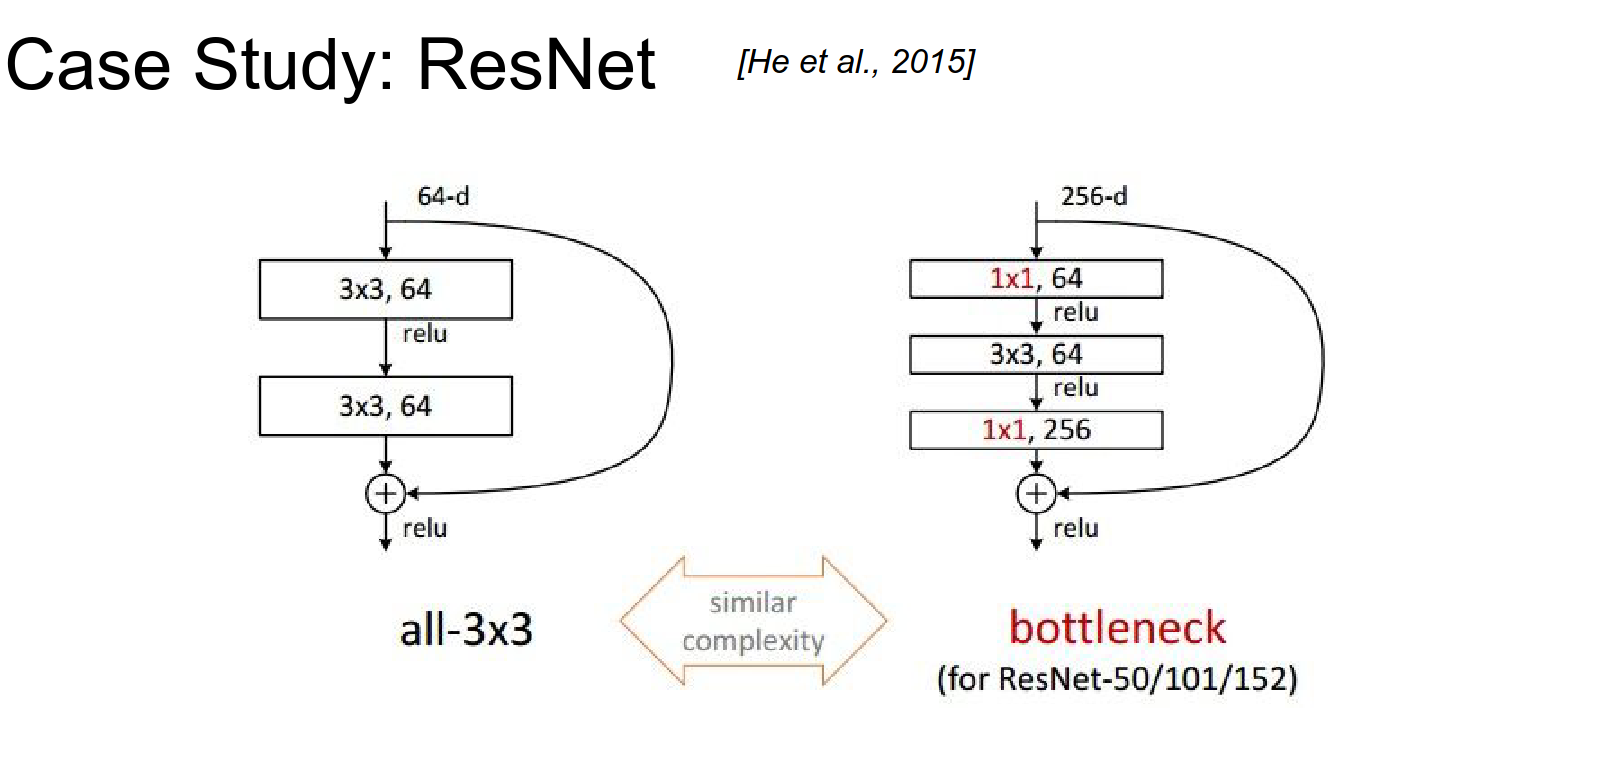 Case Study: ResNet [He et al., 2015]
64-d
3x3, 64
relu
3x3, 64
+
relu
all-3x3
similar
complexity
256-d
1x1, 64
relu
3x3, 64
relu
1x1, 256
+
relu
bottleneck
(for ResNet-50/101/152)